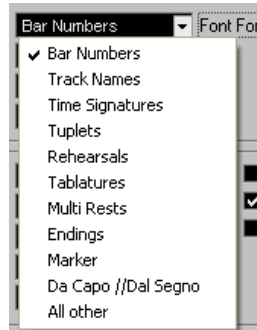 Bar Numbers Font For
Bar Numbers
Track Names
Time Signatures
Tuplets
Rehearsals
Tablatures
Multi Rests
Endings
Marker
Da Capo //Dal Segno
All other